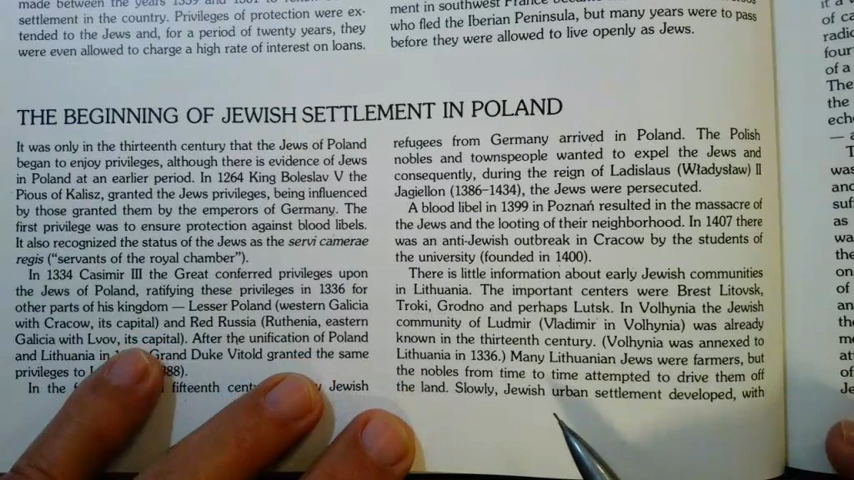 made between the years 1339 and 1361 to
settlement in the country. Privileges of protection were ex-
tended to the Jews and, for a period of twenty years, they
were even allowed to charge a high rate of interest on loans.
ment in southwest France
who fled the Iberian Peninsula, but many years were to pass
before they were allowed to live openly as Jews.
THE BEGINNING OF JEWISH SETTLEMENT IN POLAND
It was only in the thirteenth century that the Jews of Poland
began to enjoy privileges, although there is evidence of Jews
in Poland at an earlier period. In 1264 King Boleslav V the
Pious of Kalisz, granted the Jews privileges, being influenced
by those granted them by the emperors of Germany. The
first privilege was to ensure protection against blood libels.
It also recognized the status of the Jews as the servi camerae
regis (“servants of the royal chamber”).
In 1334 Casimir III the Great conferred privileges upon
the Jews of Poland, ratifying these privileges in 1336 for
other parts of his kingdom — Lesser Poland (western Galicia
with Cracow, its capital) and Red Russia (Ruthenia, eastern
Galicia with Lvov, its capital). After the unification of Poland
and Lithuania in Grand Duke Vitold granted the same
privileges to 88).
In the fifteenth Jewish
refugees from Germany arrived in Poland. The Polish
nobles and townspeople wanted to expel the Jews and
consequently, during the reign of Ladislaus (Władysław) II
Jagiellon (1386–1434), the Jews were persecuted.
A blood libel in 1399 in Poznań resulted in the massacre of
the Jews and the looting of their neighborhood. In 1407 there
was an anti-Jewish outbreak in Cracow by the students of
the university (founded in 1400).
There is little information about early Jewish communities
in Lithuania. The important centers were Brest Litovsk,
Troki, Grodno and perhaps Lutsk. In Volhynia the Jewish
community of Ludmir (Vladimir in Volhynia) was already
known in the thirteenth century. (Volhynia was annexed to
Lithuania in 1336.) Many Lithuanian Jews were farmers, but
the nobles from time to time attempted to drive them off
the land. Slowly, Jewish urban settlement developed, with